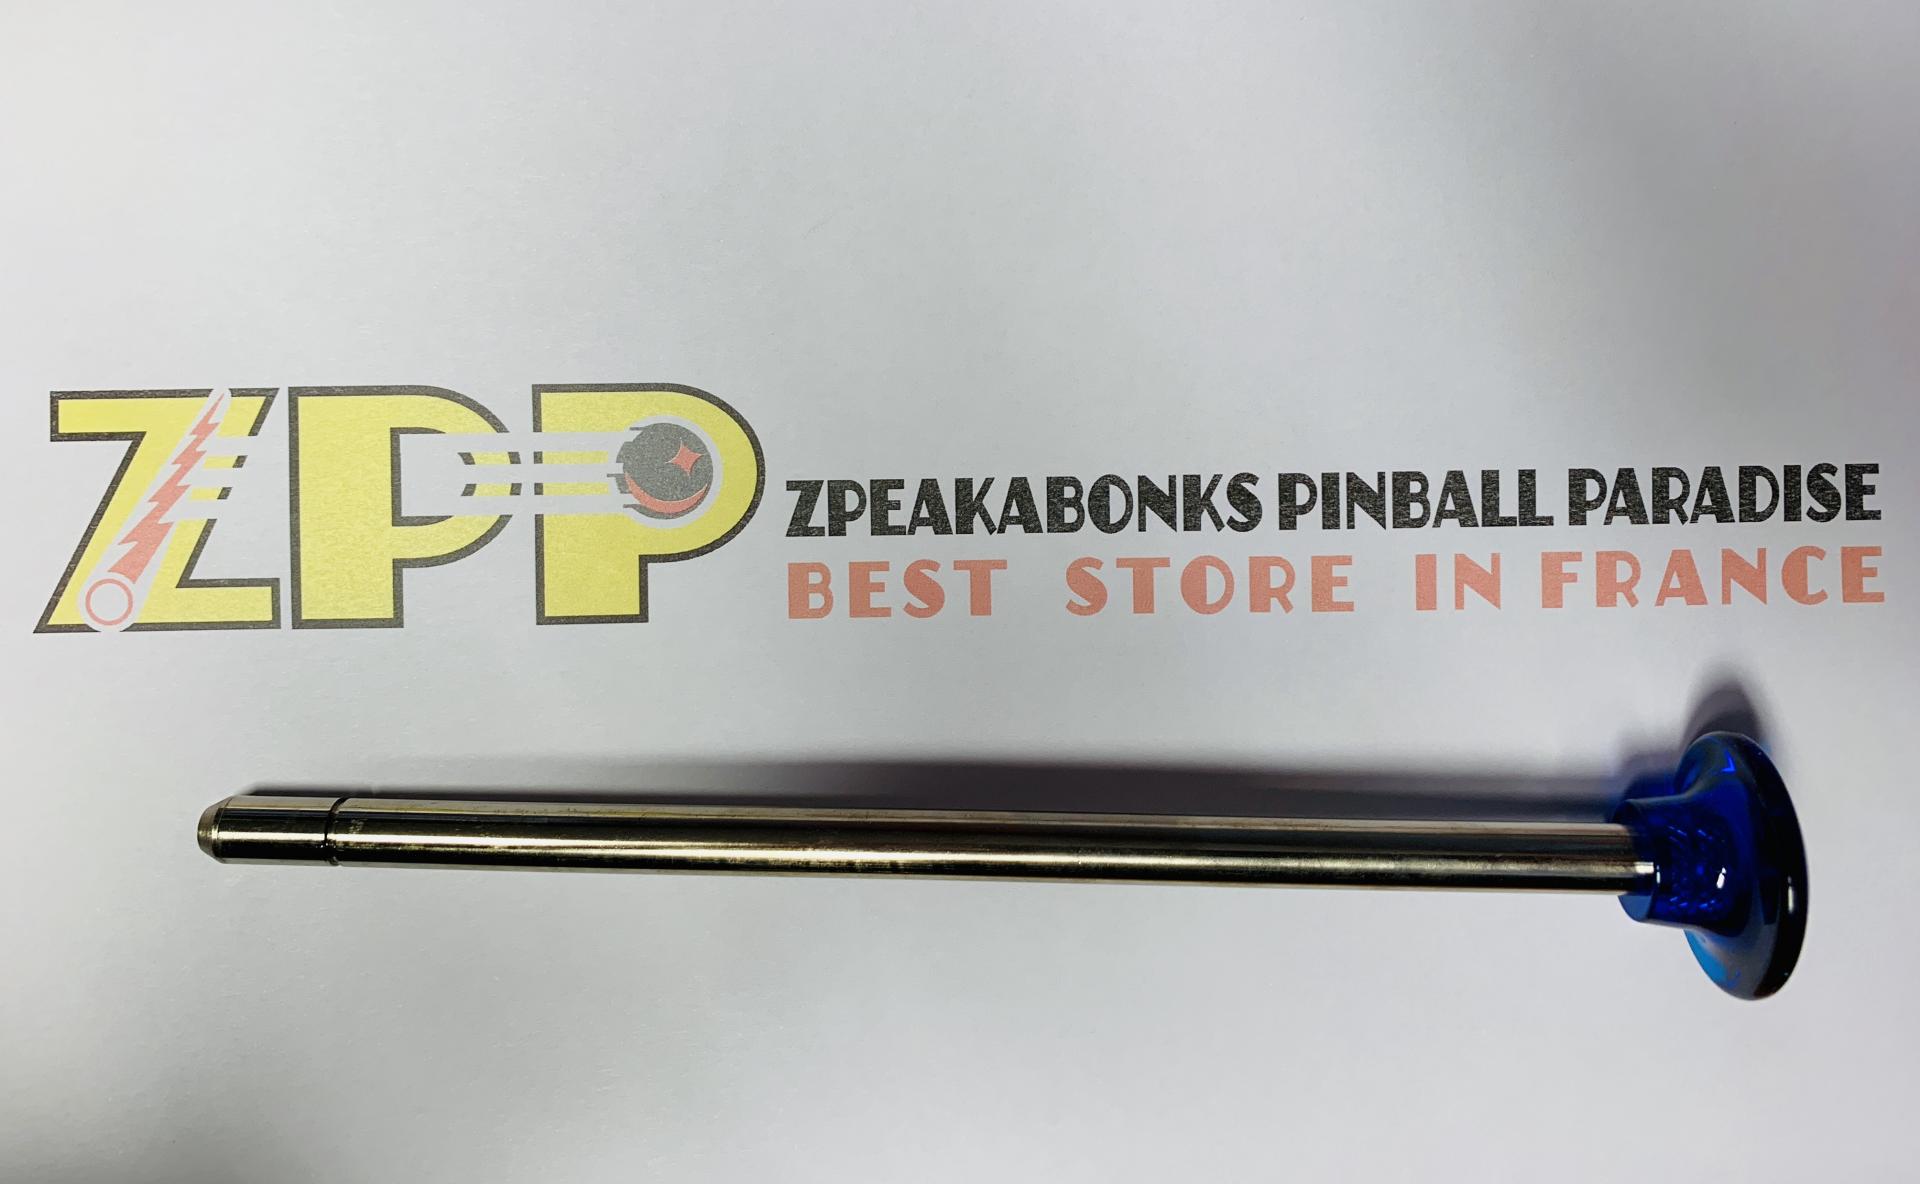 ZPP
ZPEAKABONKS PINBALL PARADISE
BEST STORE IN FRANCE